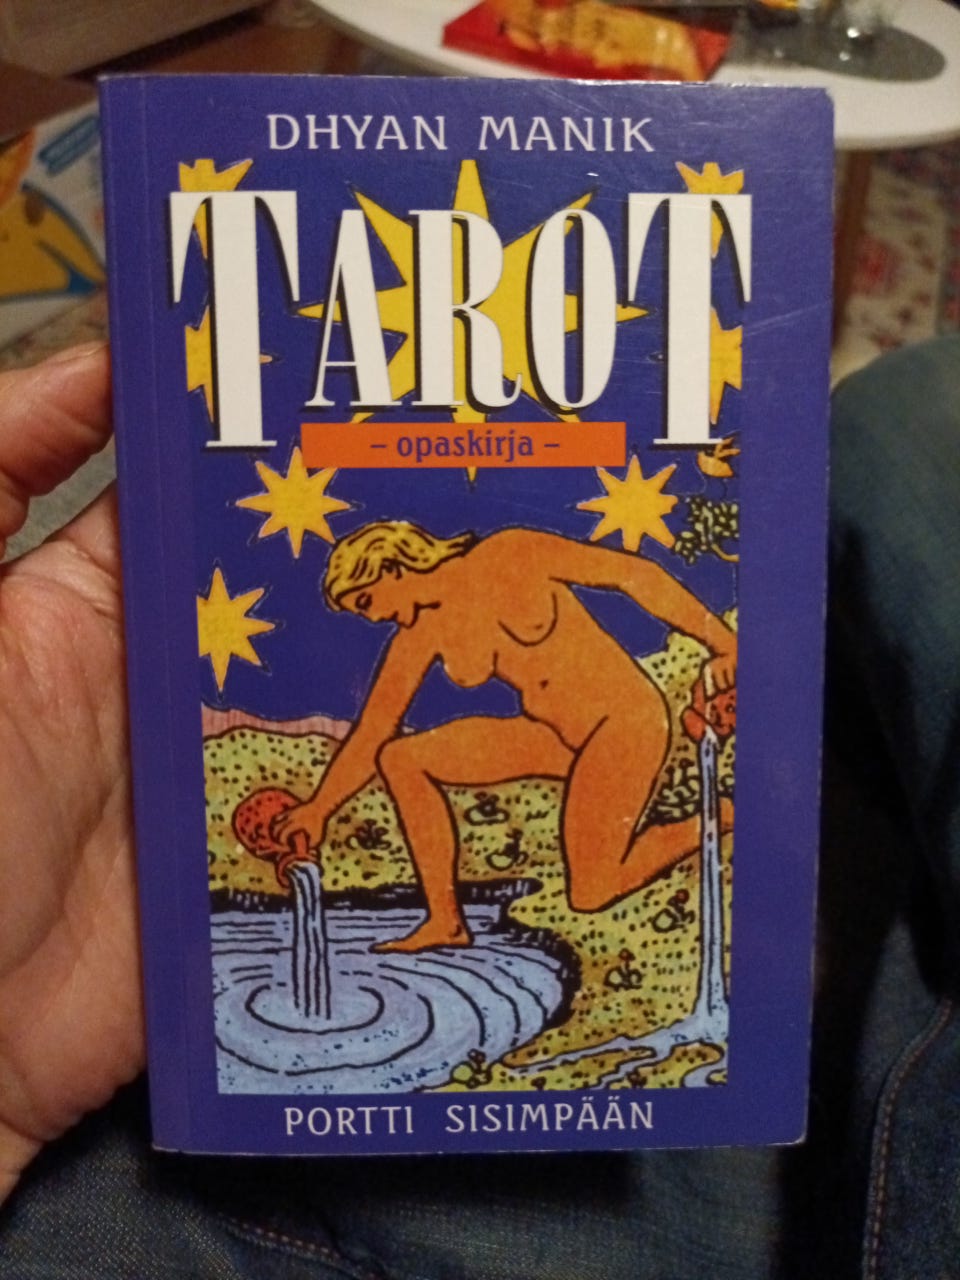 DHYAN MANIK
TAROT
– opaskirja –
PORTTI SISIMPÄÄN